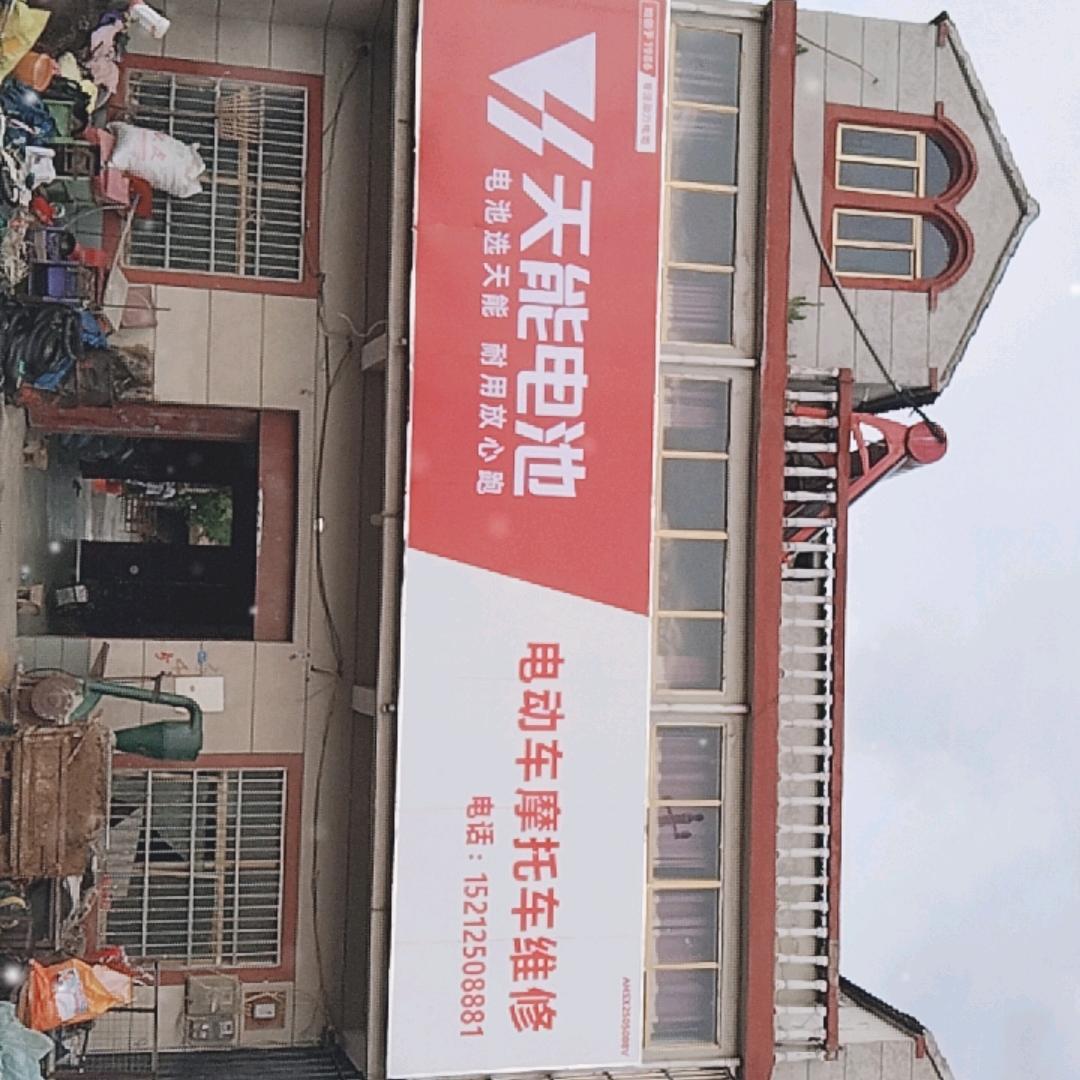 天能电池
电池选天能 耐用放心跑
电动车摩托车维修
电话：15212508881